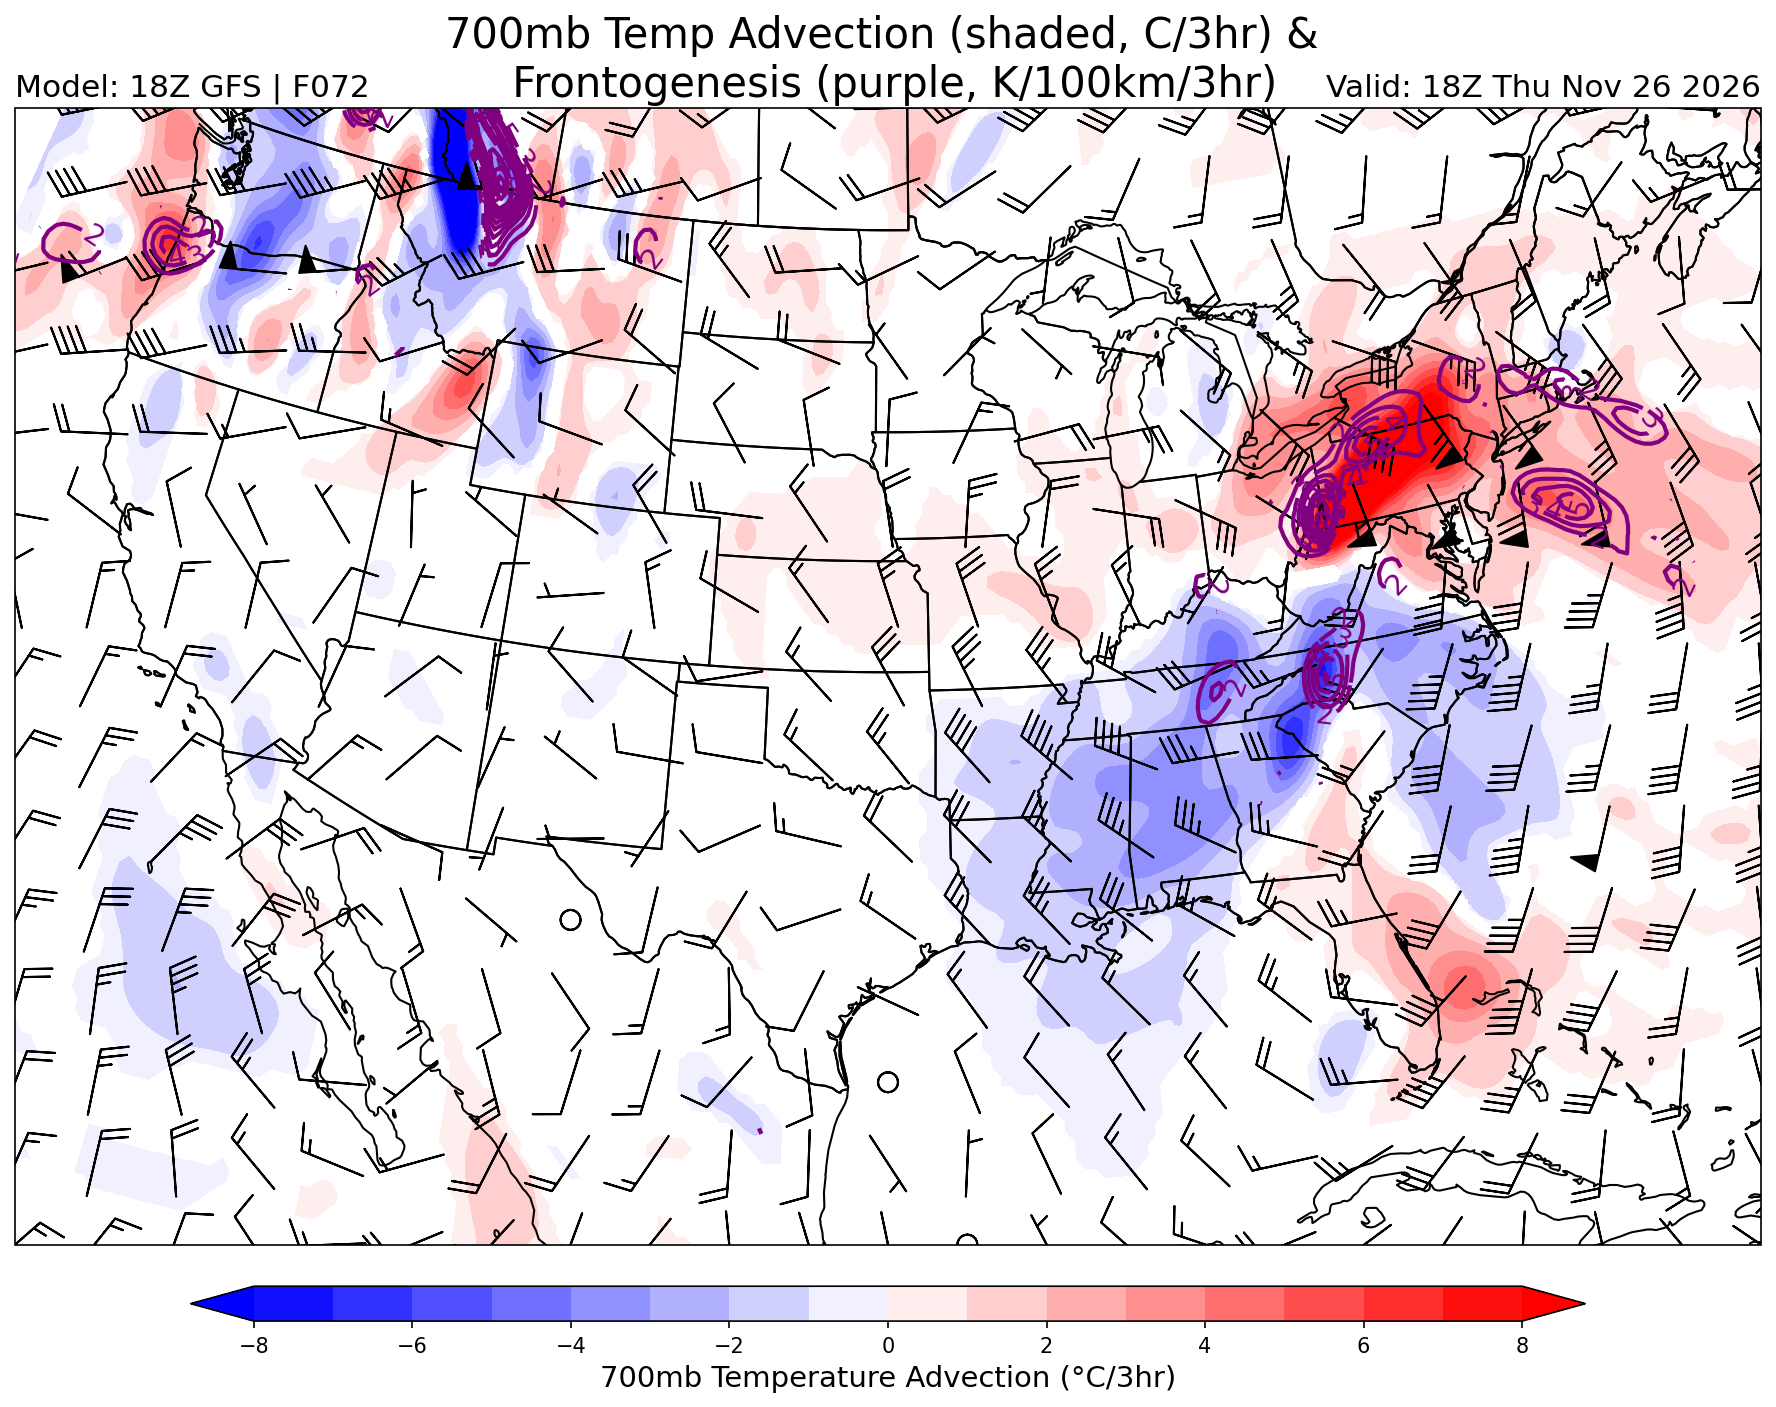 700mb Temp Advection (shaded, C/3hr) &
Model: 18Z GFS | F072
Frontogenesis (purple, K/100km/3hr)
Valid: 18Z Thu Nov 26 2026
−8 −6 −4 −2 0 2 4 6 8
700mb Temperature Advection (°C/3hr)